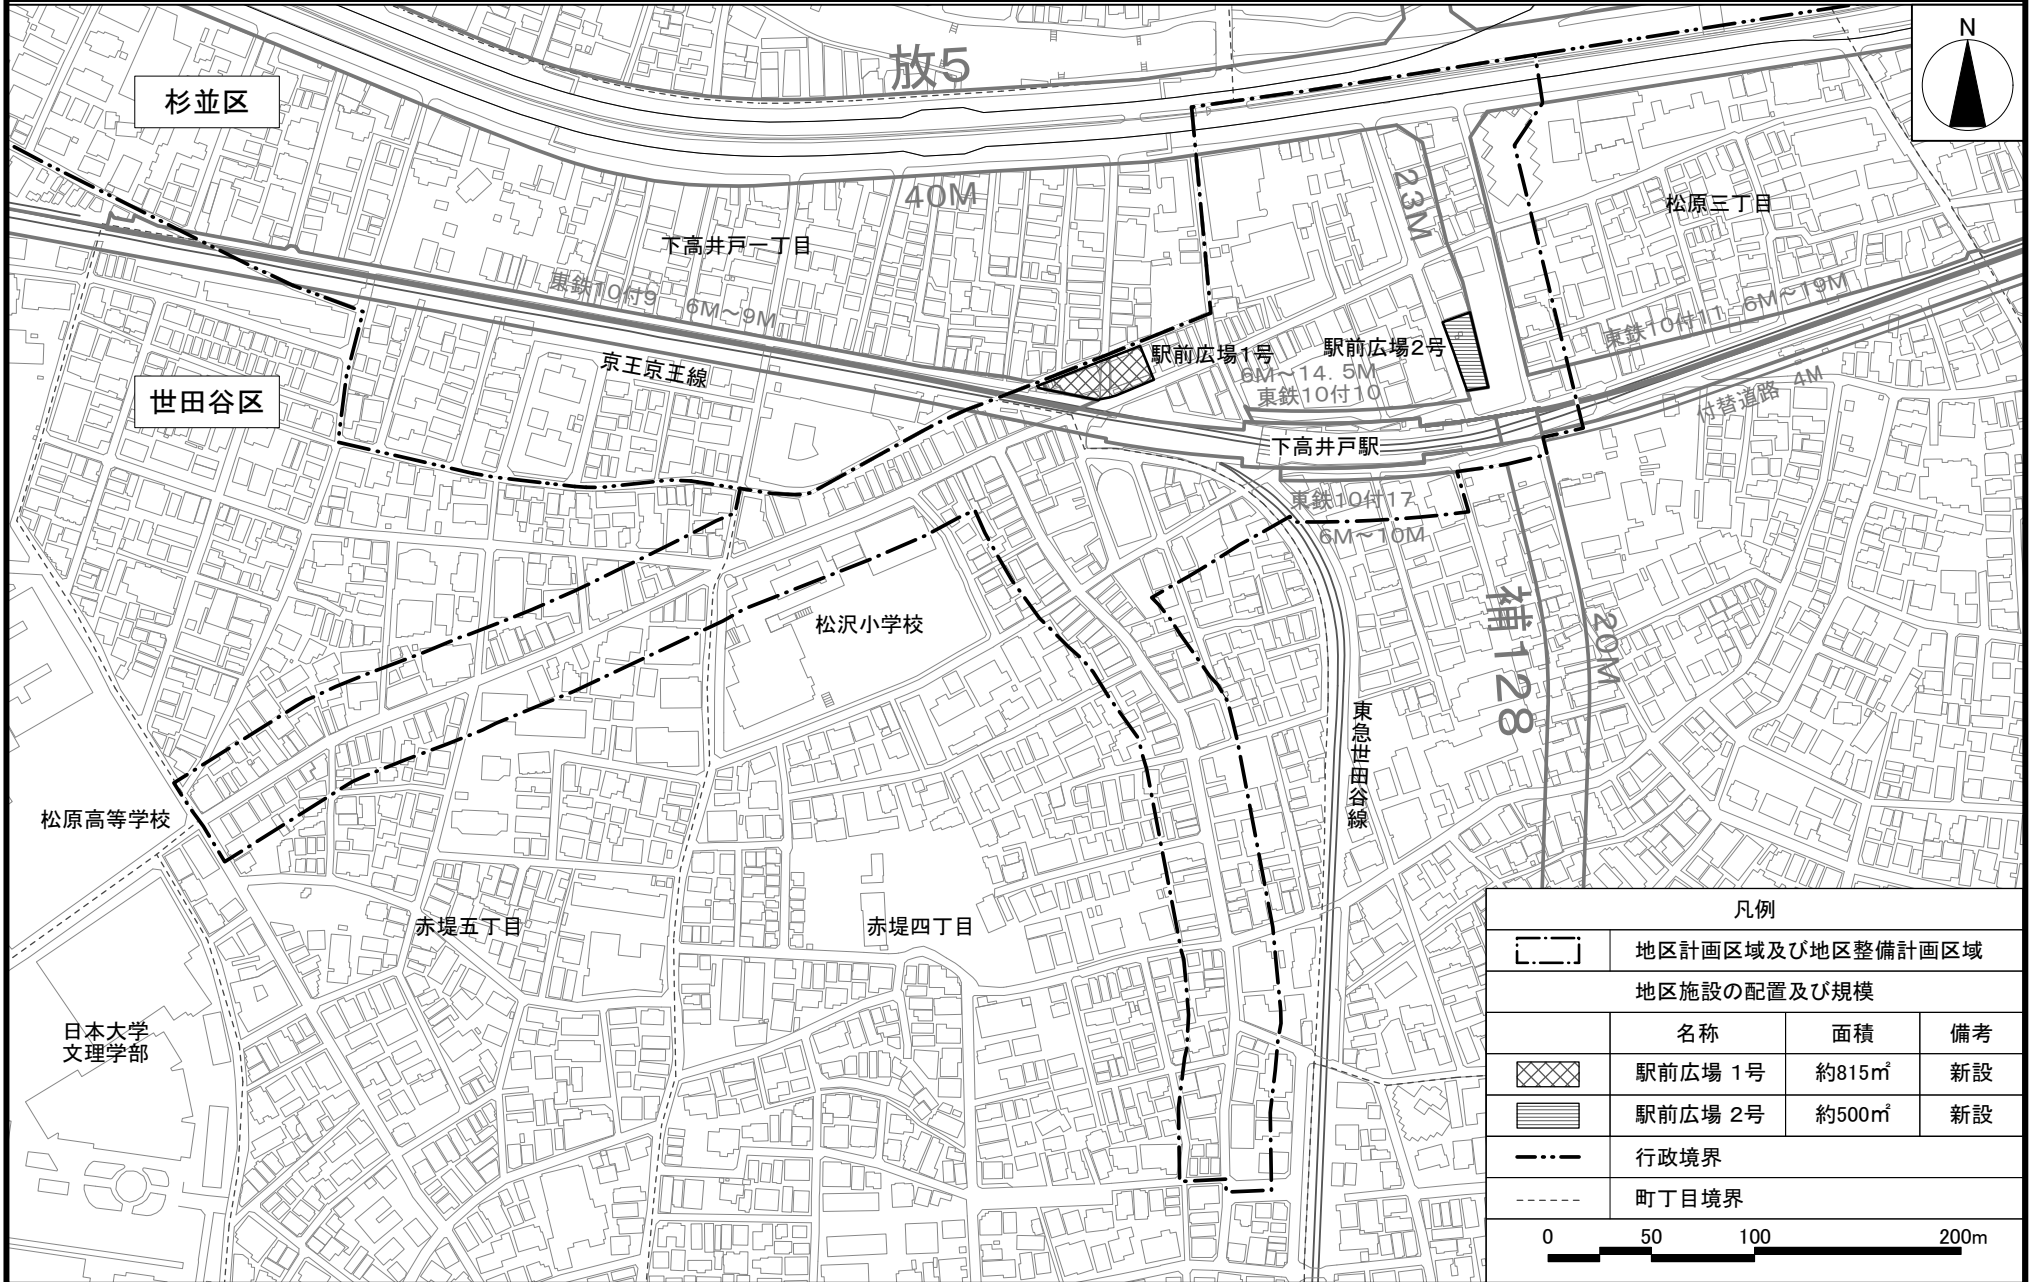 N
放5
杉並区
40M
23M
松原三丁目
下高井戸一丁目
東鉄10付9 6M～9M
東鉄10付11 6M～19M
京王京王線
駅前広場1号
駅前広場2号
6M～14.5M
東鉄10付10
世田谷区
付替道路 4M
下高井戸駅
東鉄10付17
6M～10M
補128
20M
松沢小学校
東急世田谷線
松原高等学校
赤堤五丁目
赤堤四丁目
日本大学
文理学部
凡例
地区計画区域及び地区整備計画区域
地区施設の配置及び規模
名称 面積 備考
駅前広場 1号 約815㎡ 新設
駅前広場 2号 約500㎡ 新設
行政境界
町丁目境界
0 50 100 200m